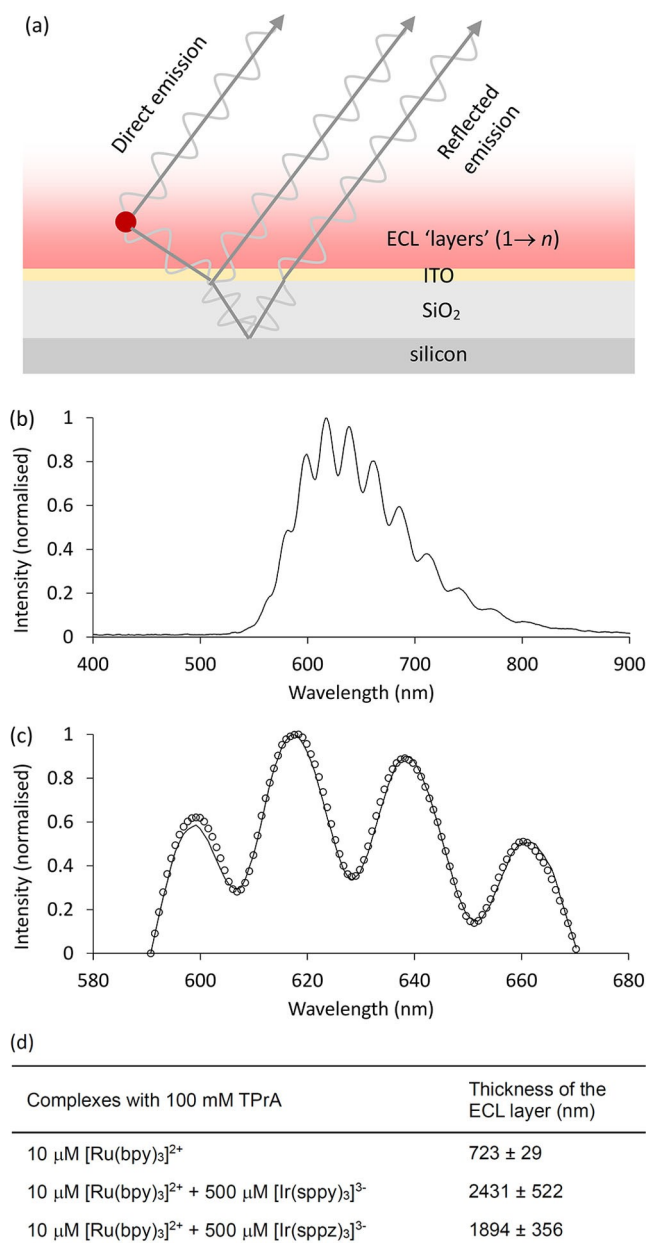 (a)
Direct emission
Reflected
emission
ECL 'layers' (1→ n)
ITO
SiO₂
silicon
(b)
Intensity (normalised)
1
0.8
0.6
0.4
0.2
0
400 500 600 700 800 900
Wavelength (nm)
(c)
Intensity (normalised)
1
0.8
0.6
0.4
0.2
0
580 600 620 640 660 680
Wavelength (nm)
(d)
Complexes with 100 mM TPrA Thickness of the
ECL layer (nm)
10 μM [Ru(bpy)₃]²⁺ 723 ± 29
10 μM [Ru(bpy)₃]²⁺ + 500 μM [Ir(sppy)₃]³⁻ 2431 ± 522
10 μM [Ru(bpy)₃]²⁺ + 500 μM [Ir(sppz)₃]³⁻ 1894 ± 356